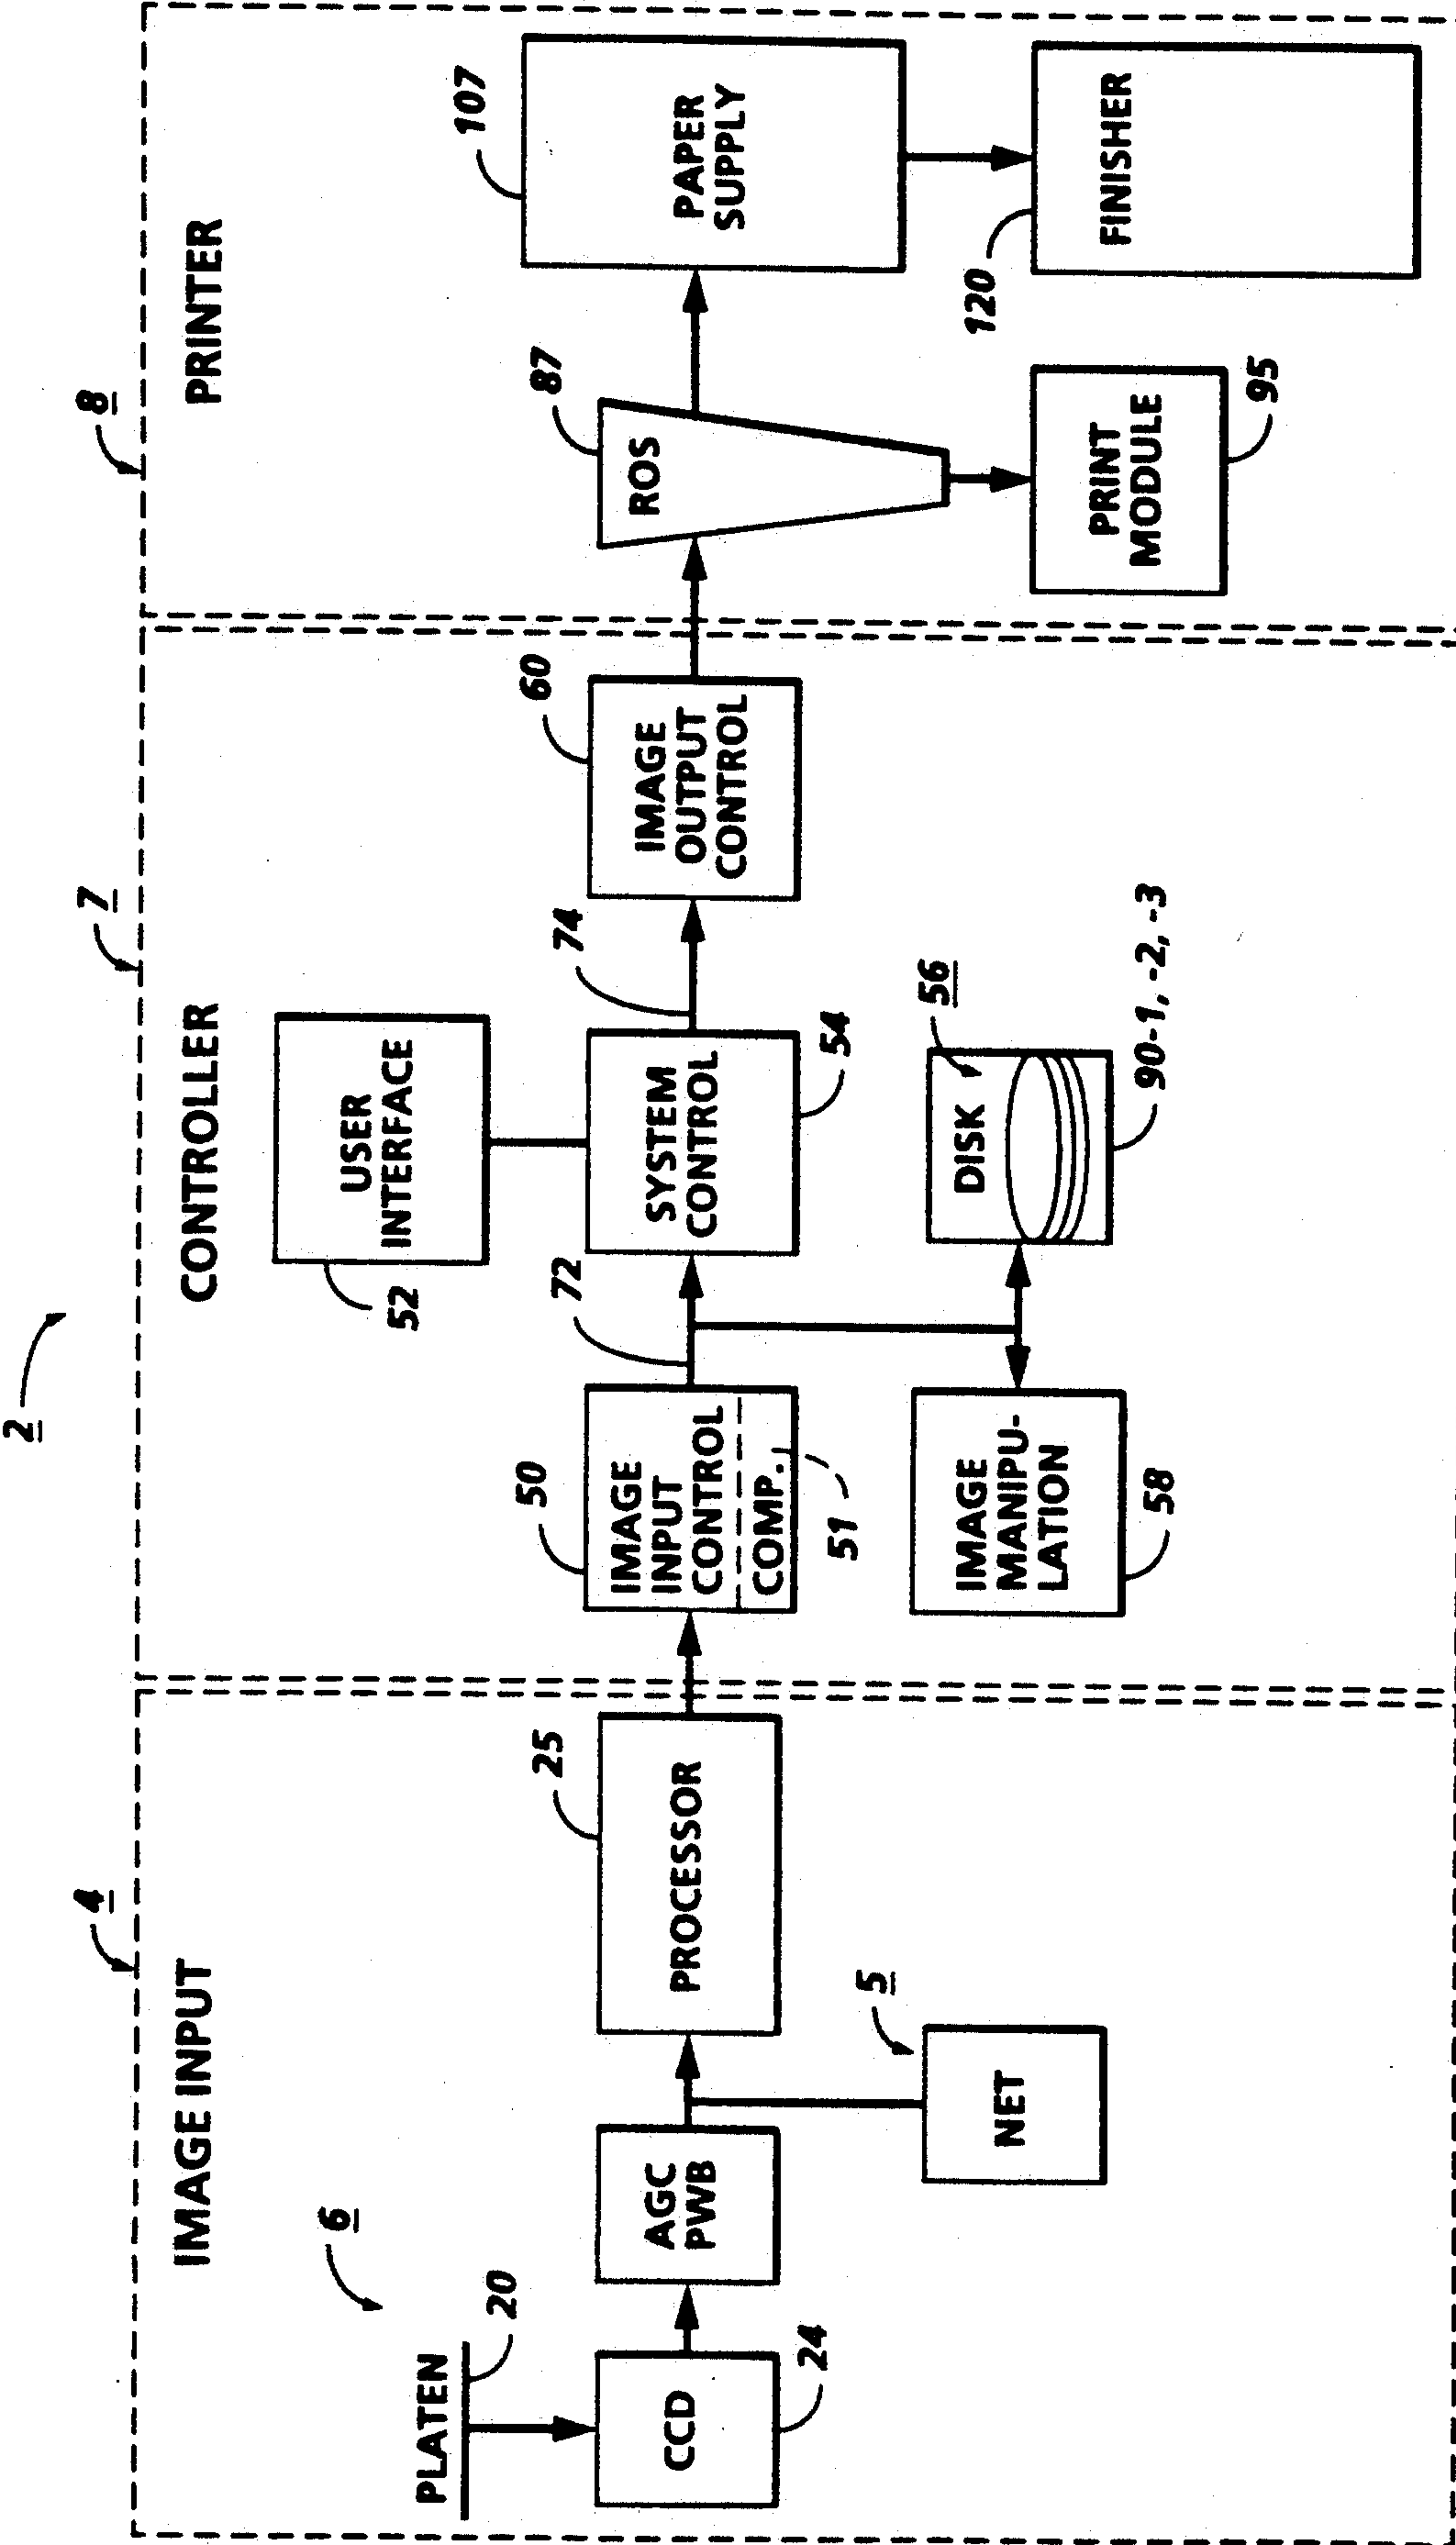 2
4
IMAGE INPUT
6
PLATEN
20
CCD
24
AGC
PWB
PROCESSOR
25
5
NET
7
CONTROLLER
USER
INTERFACE
52
50
IMAGE
INPUT
CONTROL
COMP.
51
72
SYSTEM
CONTROL
54
74
IMAGE
OUTPUT
CONTROL
60
IMAGE
MANIPU-
LATION
58
DISK
56
90-1, -2, -3
8
PRINTER
ROS
87
PAPER
SUPPLY
107
PRINT
MODULE
95
FINISHER
120